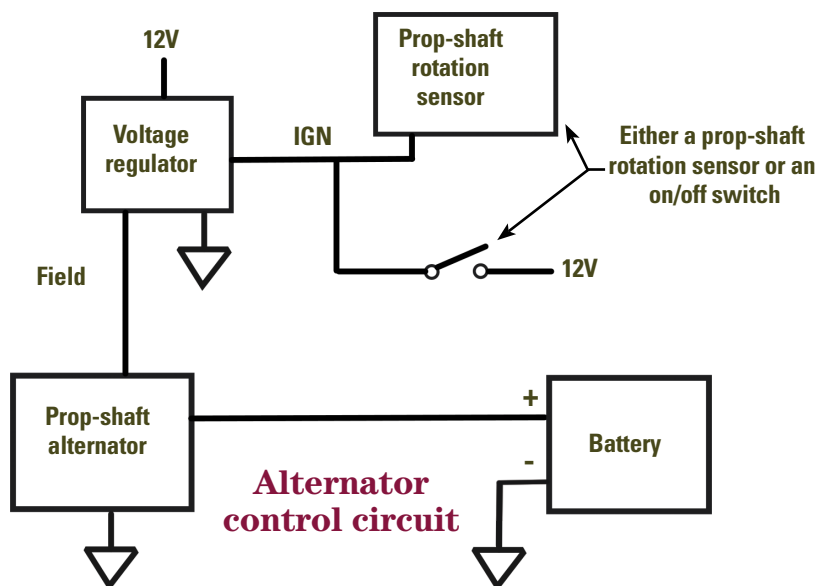 12V
Prop-shaft
rotation
sensor
Voltage
regulator
IGN
Either a prop-shaft
rotation sensor or an
on/off switch
12V
Field
Prop-shaft
alternator
+
Battery
-
Alternator
control circuit